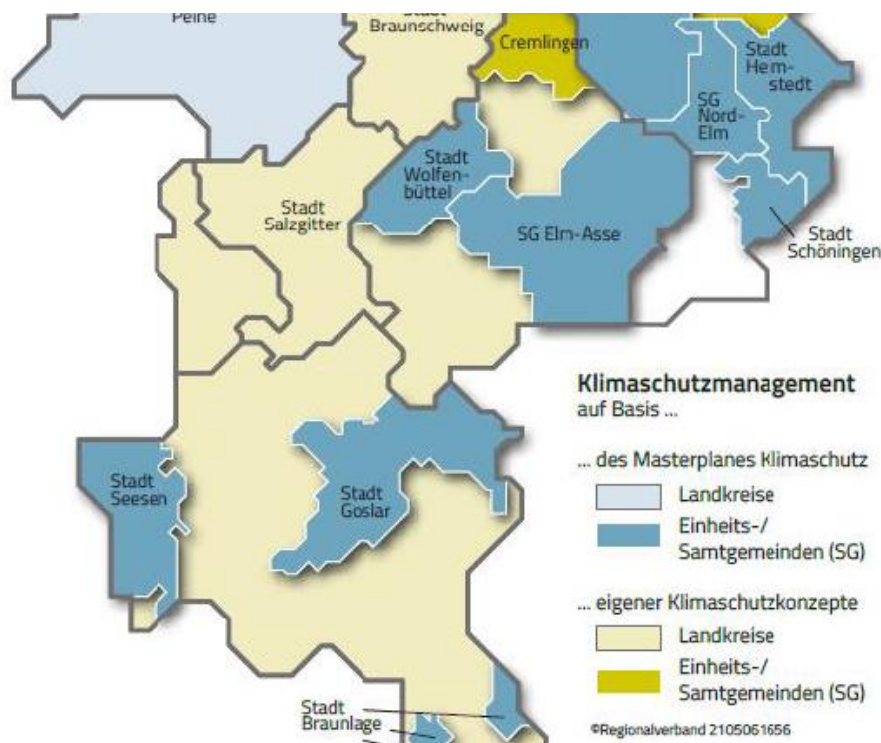 Peine
Stadt
Braunschweig
Cremlingen
Stadt
Helm-
stedt
SG
Nord-
Elm
Stadt
Wolfen-
büttel
Stadt
Salzgitter
SG Elm-Asse
Stadt
Schöningen
Klimaschutzmanagement
auf Basis ...
... des Masterplanes Klimaschutz
Landkreise
Einheits-/
Samtgemeinden (SG)
Stadt
Seesen
Stadt
Goslar
... eigener Klimaschutzkonzepte
Landkreise
Einheits-/
Samtgemeinden (SG)
Stadt
Braunlage
©Regionalverband 2105061656